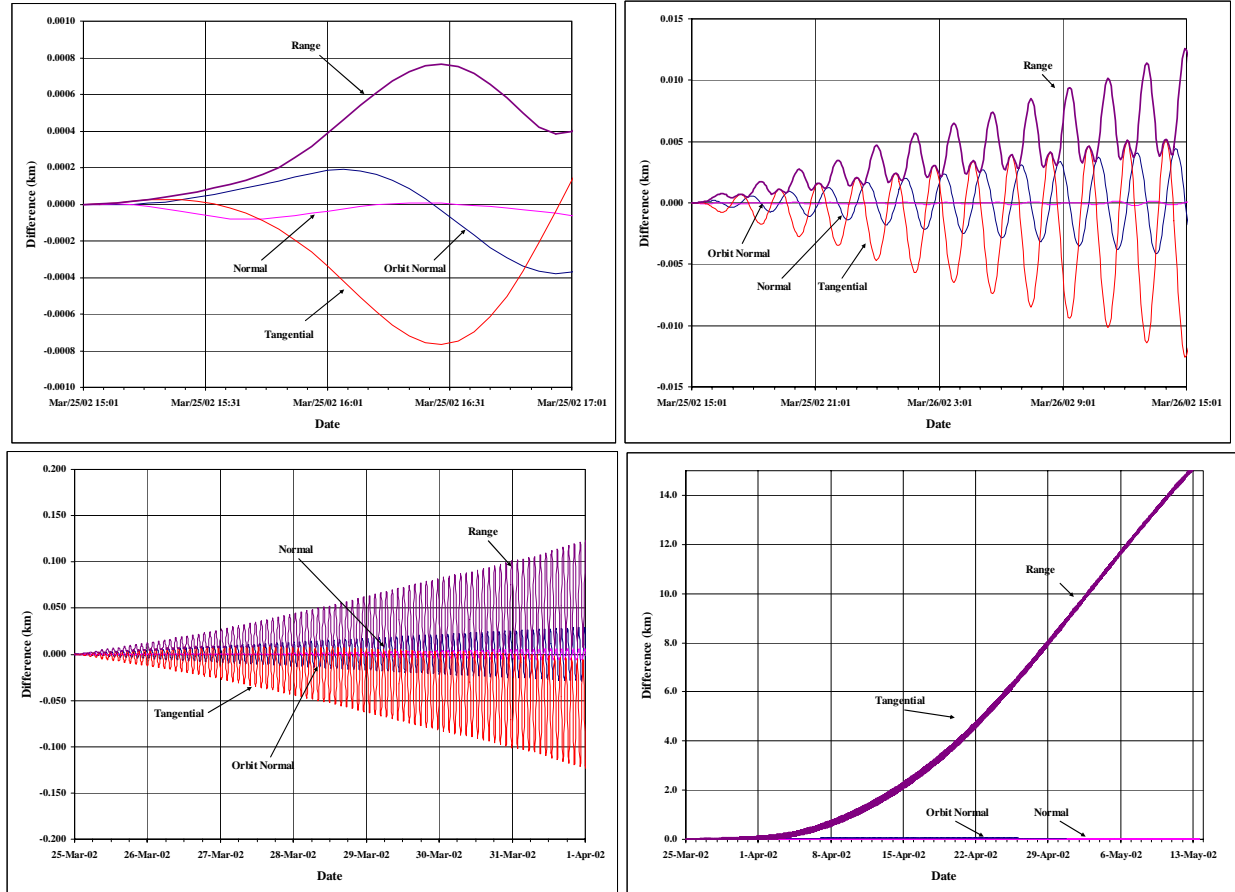 0.0010
0.0008
0.0006
0.0004
0.0002
0.0000
-0.0002
-0.0004
-0.0006
-0.0008
-0.0010
Difference (km)
Range
Normal
Orbit Normal
Tangential
Mar/25/02 15:01 Mar/25/02 15:31 Mar/25/02 16:01 Mar/25/02 16:31 Mar/25/02 17:01
Date
0.015
0.010
0.005
0.000
-0.005
-0.010
-0.015
Difference (km)
Range
Orbit Normal
Normal
Tangential
Mar/25/02 15:01 Mar/25/02 21:01 Mar/26/02 3:01 Mar/26/02 9:01 Mar/26/02 15:01
Date
0.200
0.150
0.100
0.050
0.000
-0.050
-0.100
-0.150
-0.200
Difference (km)
Range
Normal
Tangential
Orbit Normal
25-Mar-02 26-Mar-02 27-Mar-02 28-Mar-02 29-Mar-02 30-Mar-02 31-Mar-02 1-Apr-02
Date
14.0
12.0
10.0
8.0
6.0
4.0
2.0
0.0
Difference (km)
Range
Tangential
Orbit Normal
Normal
25-Mar-02 1-Apr-02 8-Apr-02 15-Apr-02 22-Apr-02 29-Apr-02 6-May-02 13-May-02
Date